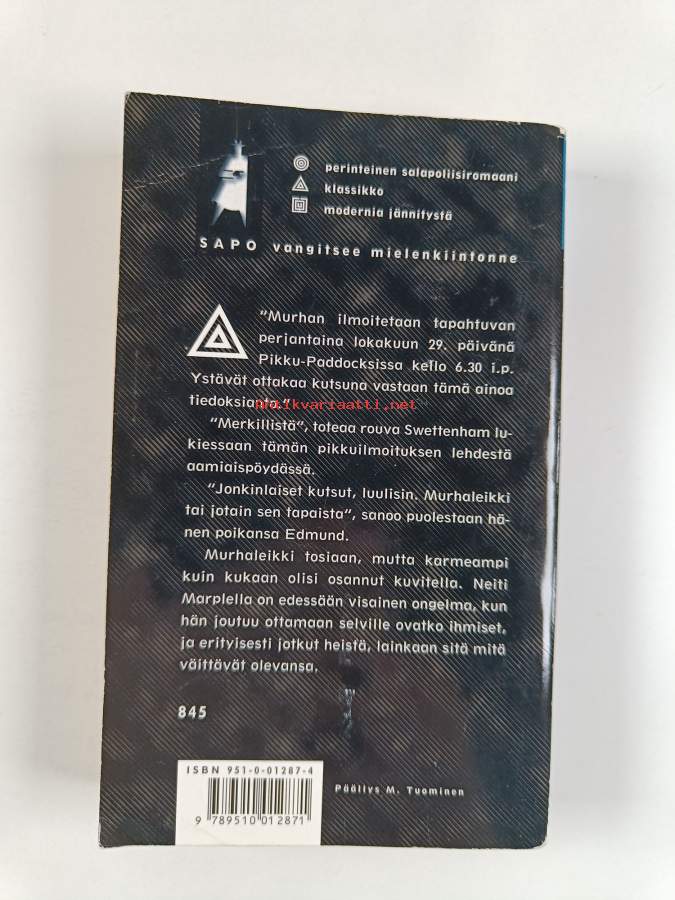 perinteinen salapoliisiromaani
klassikko
modernia jännitystä
SAPO vangitsee mielenkiintonne
"Murhan ilmoitetaan tapahtuvan
perjantaina lokakuun 29. päivänä
Pikku-Paddocksissa kello 6.30 i.p.
Ystävät ottakaa kutsuna vastaan tämä ainoa
tiedoksianto."
Antikvariaatti.net
"Merkillistä", toteaa rouva Swettenham lu-
kiessaan tämän pikkuilmoituksen lehdestä
aamiaispöydässä.
"Jonkinlaiset kutsut, luulisin. Murhaleikki
tai jotain sen tapaista", sanoo puolestaan hä-
nen poikansa Edmund.
Murhaleikki tosiaan, mutta karmeampi
kuin kukaan olisi osannut kuvitella. Neiti
Marplella on edessään visainen ongelma, kun
hän joutuu ottamaan selville ovatko ihmiset,
ja erityisesti jotkut heistä, lainkaan sitä mitä
väittävät olevansa.
845
ISBN 951-0-01287-4
9 789510 012871
Päällys M. Tuominen